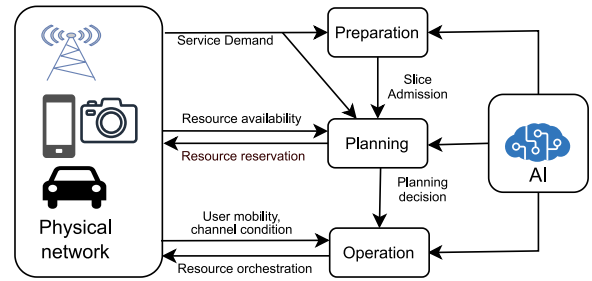 Service Demand
Preparation
Slice
Admission
Resource availability
Planning
Resource reservation
AI
Planning
decision
User mobility,
channel condition
Physical
network
Operation
Resource orchestration